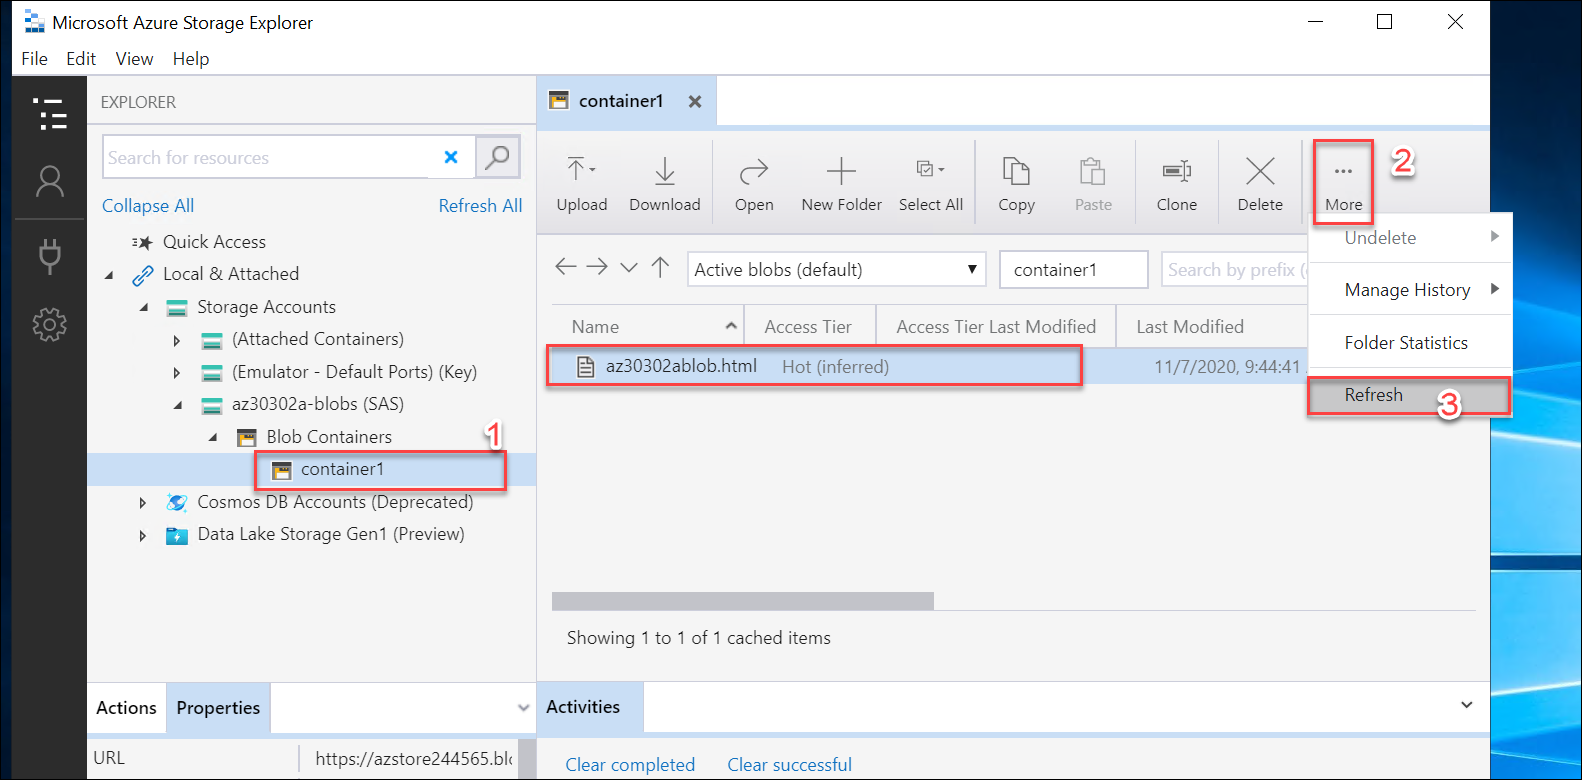 Microsoft Azure Storage Explorer
File Edit View Help
EXPLORER
Search for resources
Collapse All Refresh All
Quick Access
Local & Attached
Storage Accounts
(Attached Containers)
(Emulator - Default Ports) (Key)
az30302a-blobs (SAS)
Blob Containers
1
container1
Cosmos DB Accounts (Deprecated)
Data Lake Storage Gen1 (Preview)
Actions Properties
URL https://azstore244565.blo
container1
Upload Download Open New Folder Select All Copy Paste Clone Delete More
2
Undelete
Manage History
Folder Statistics
Refresh
3
Active blobs (default) container1 Search by prefix (
Name Access Tier Access Tier Last Modified Last Modified
az30302ablob.html Hot (inferred) 11/7/2020, 9:44:41
Showing 1 to 1 of 1 cached items
Activities
Clear completed Clear successful